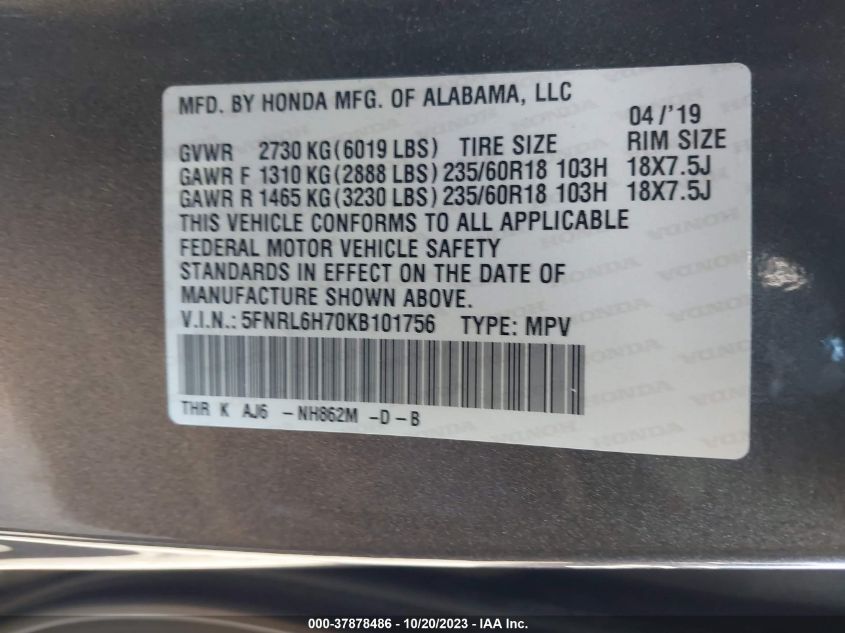 MFD. BY HONDA MFG. OF ALABAMA, LLC
04/'19
GVWR 2730 KG(6019 LBS) TIRE SIZE RIM SIZE
GAWR F 1310 KG(2888 LBS) 235/60R18 103H 18X7.5J
GAWR R 1465 KG(3230 LBS) 235/60R18 103H 18X7.5J
THIS VEHICLE CONFORMS TO ALL APPLICABLE
FEDERAL MOTOR VEHICLE SAFETY
STANDARDS IN EFFECT ON THE DATE OF
MANUFACTURE SHOWN ABOVE.
V.I.N.: 5FNRL6H70KB101756 TYPE: MPV
THR K AJ6 -NH862M -D-B
000-37878486 - 10/20/2023 - IAA Inc.